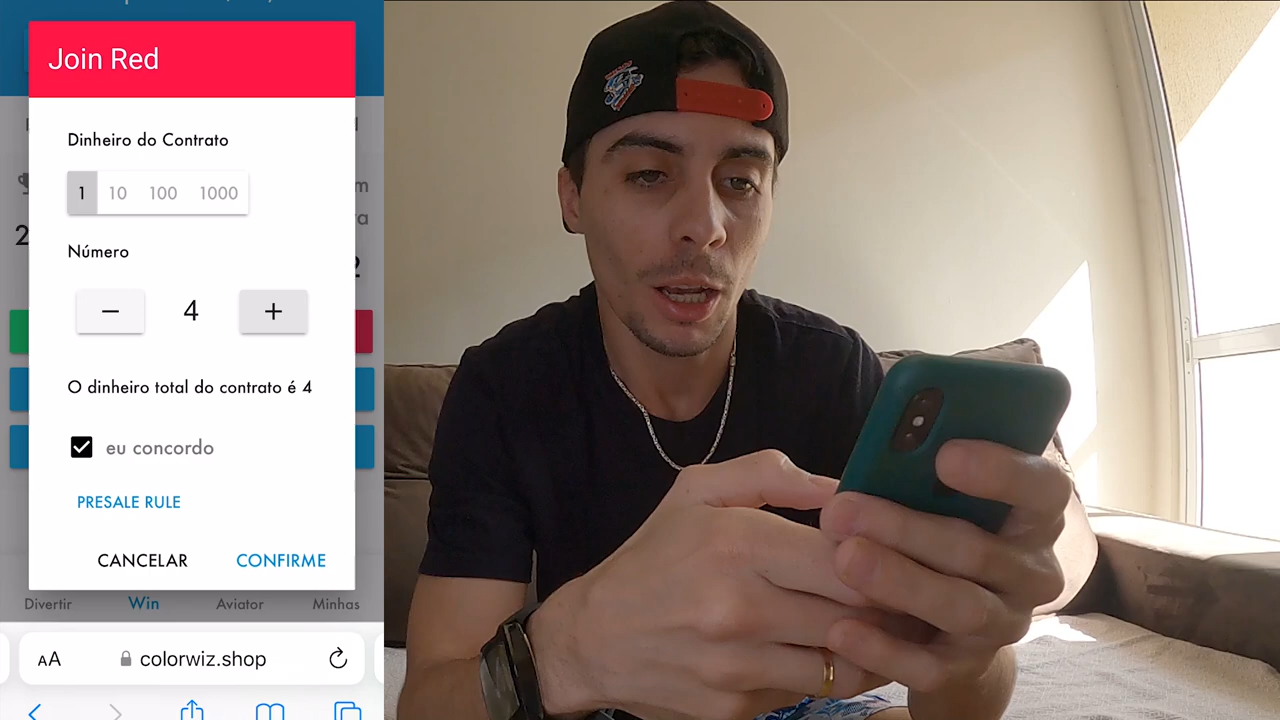 Join Red
Dinheiro do Contrato
1 10 100 1000
Número
− 4 +
O dinheiro total do contrato é 4
eu concordo
PRESALE RULE
CANCELAR CONFIRME
Divertir Win Aviator Minhas
AA colorwiz.shop